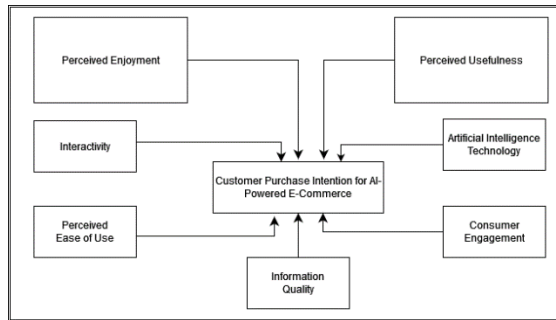 Perceived Enjoyment
Perceived Usefulness
Interactivity
Artificial Intelligence
Technology
Customer Purchase Intention for AI-
Powered E-Commerce
Perceived
Ease of Use
Consumer
Engagement
Information
Quality